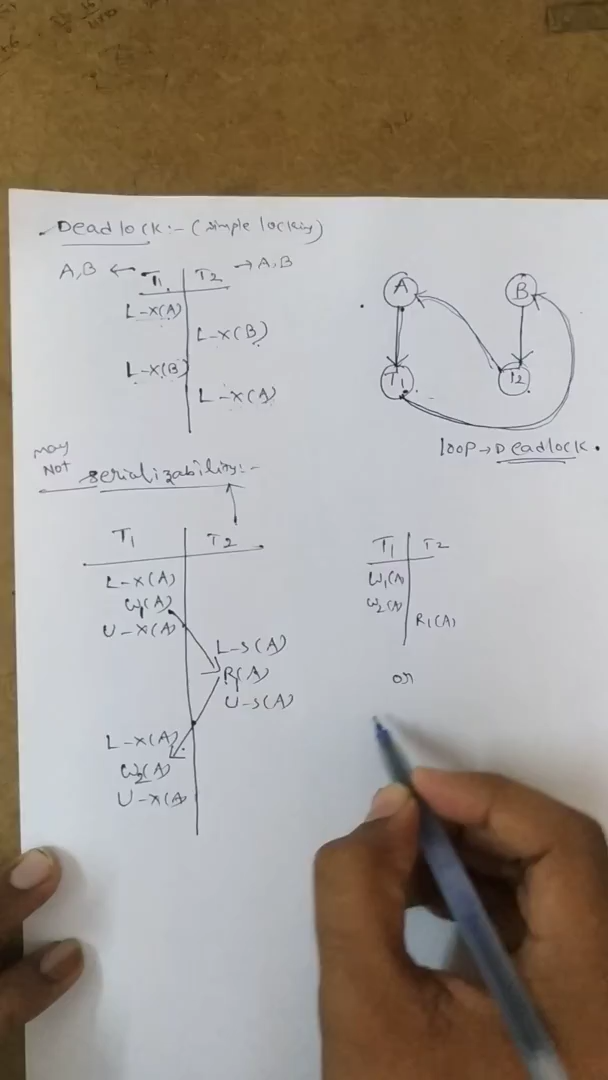 Deadlock:- (simple locking)
A,B ← T1 T2 → A,B
L-X(A)
L-X(B)
L-X(B)
L-X(A)
A B
T1 T2
loop → Deadlock.
may
Not serializability:-
T1 T2
L-X(A)
W1(A)
U-X(A)
L-S(A)
R1(A)
U-S(A)
L-X(A)
W2(A)
U-X(A)
T1 T2
W1(A)
W2(A)
R1(A)
or